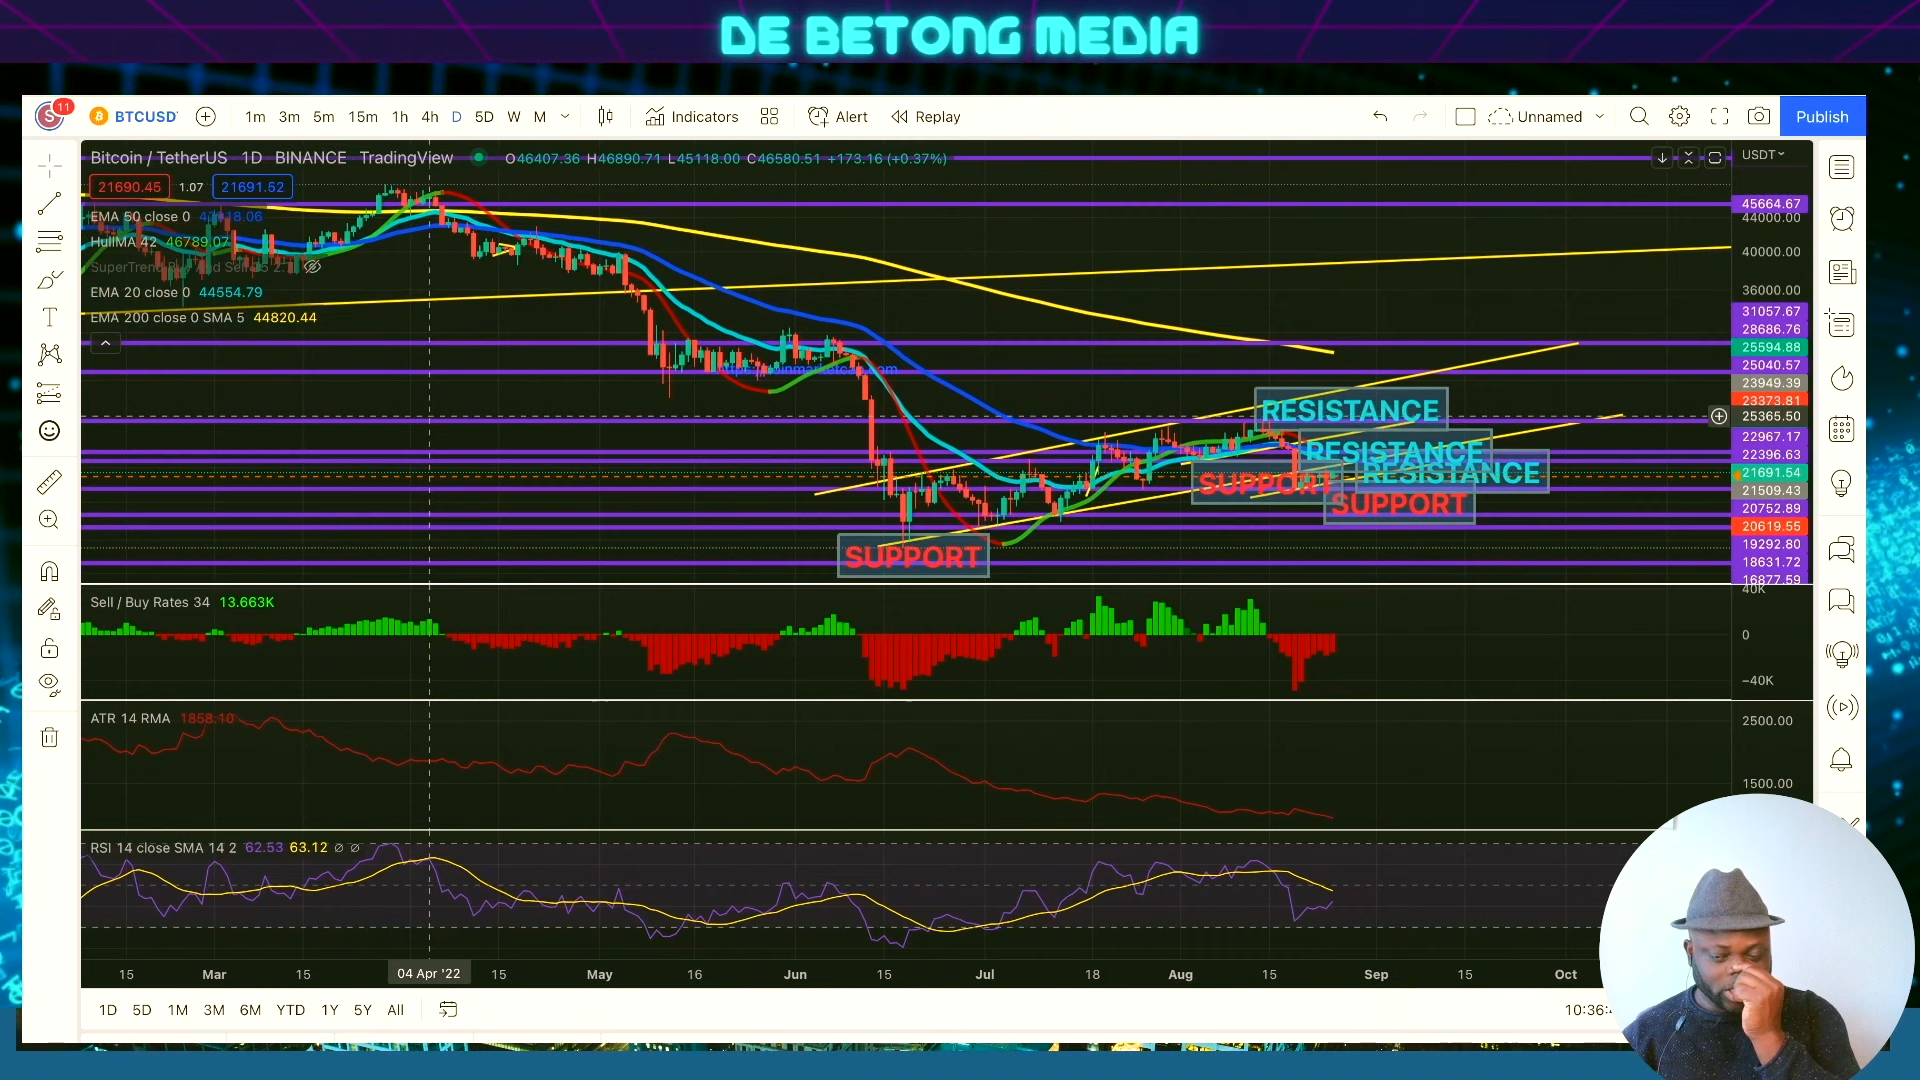 DE BETONG MEDIA
S 11 BTCUSD 1m 3m 5m 15m 1h 4h D 5D W M Indicators Alert Replay Unnamed Publish
Bitcoin / TetherUS 1D BINANCE TradingView O46407.36 H46890.71 L45118.00 C46580.51 +173.16 (+0.37%) USDT
21690.45 1.07 21691.52
EMA 50 close 0
HullMA 42 46789.07
EMA 20 close 0 44554.79
EMA 200 close 0 SMA 5 44820.44
45664.67
44000.00
40000.00
36000.00
31057.67
28686.76
25594.88
25040.57
23949.39
23373.81
25365.50
22967.17
22396.63
21691.54
21509.43
20752.89
20619.55
19292.80
18631.72
16877.59
RESISTANCE
RESISTANCE
RESISTANCE
SUPPORT
SUPPORT
SUPPORT
Sell / Buy Rates 34 13.663K
40K
0
−40K
ATR 14 RMA 1858.10
2500.00
1500.00
RSI 14 close SMA 14 2 62.53 63.12 ∅ ∅
15 Mar 15 04 Apr '22 15 May 16 Jun 15 Jul 18 Aug 15 Sep 15 Oct
1D 5D 1M 3M 6M YTD 1Y 5Y All 10:36: